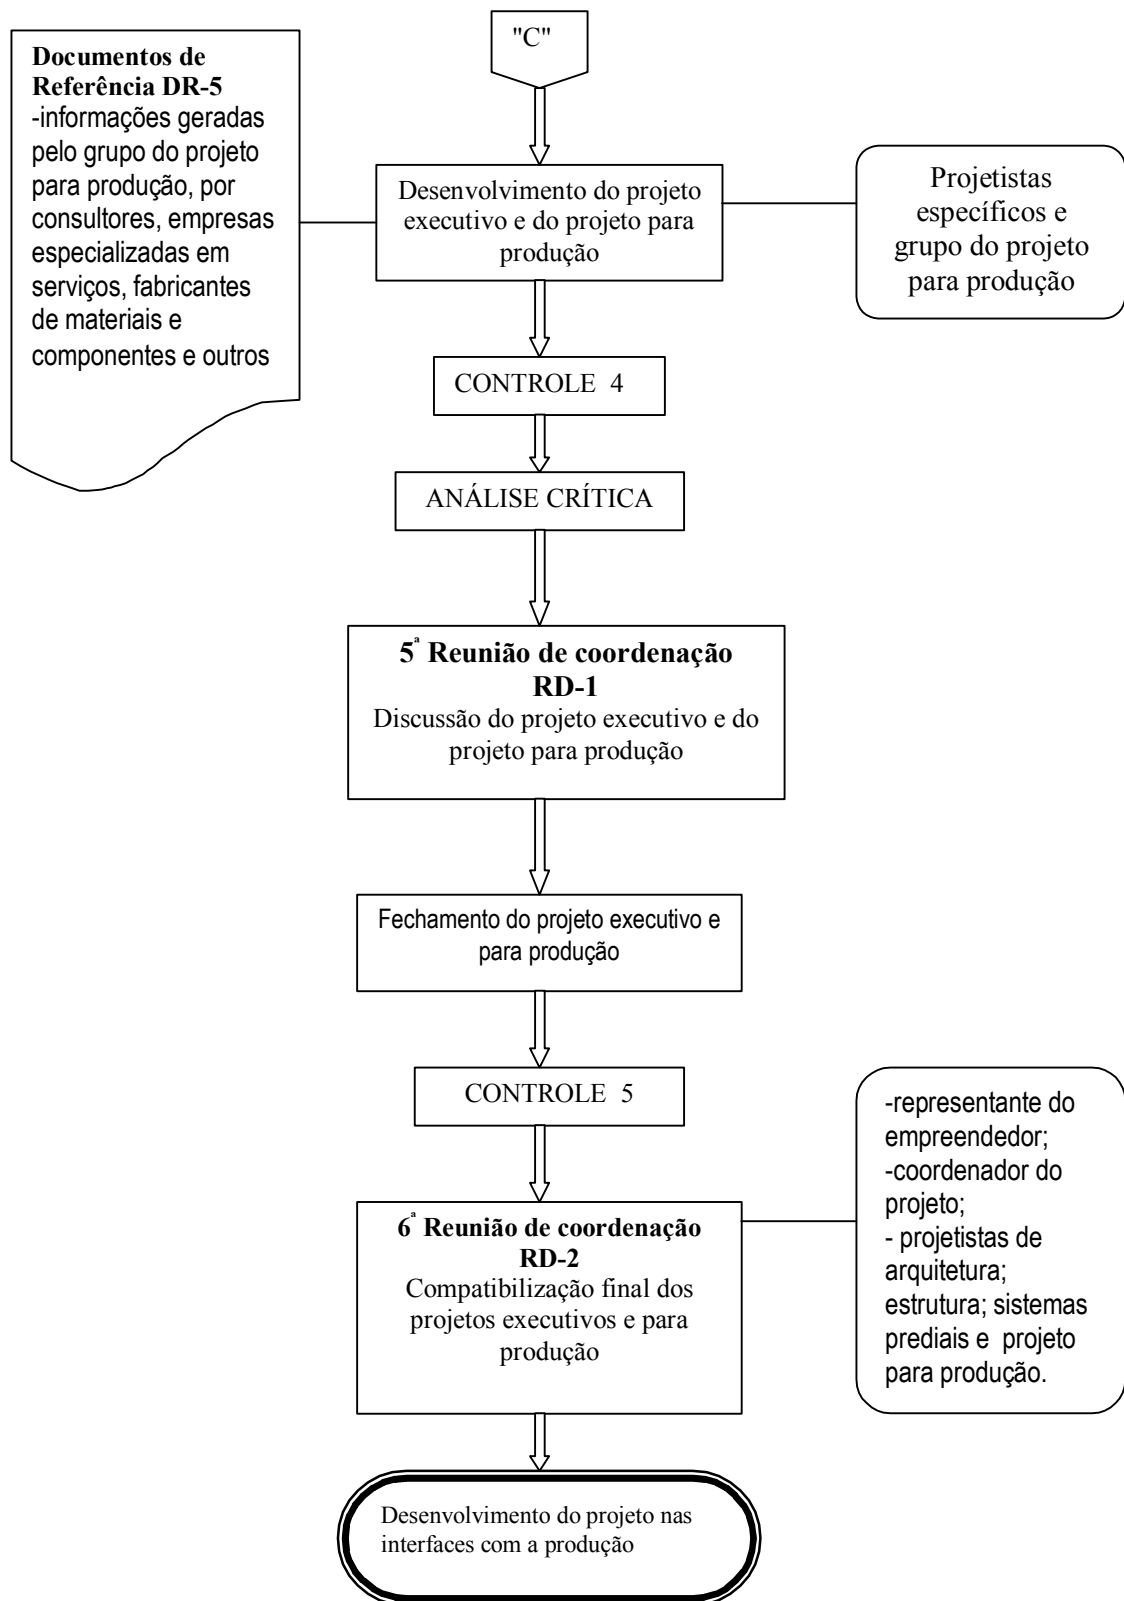 "C"
Documentos de
Referência DR-5
-informações geradas
pelo grupo do projeto
para produção, por
consultores, empresas
especializadas em
serviços, fabricantes
de materiais e
componentes e outros
Desenvolvimento do projeto
executivo e do projeto para
produção
Projetistas
específicos e
grupo do projeto
para produção
CONTROLE 4
ANÁLISE CRÍTICA
5ª Reunião de coordenação
RD-1
Discussão do projeto executivo e do
projeto para produção
Fechamento do projeto executivo e
para produção
CONTROLE 5
6ª Reunião de coordenação
RD-2
Compatibilização final dos
projetos executivos e para
produção
-representante do
empreendedor;
-coordenador do
projeto;
- projetistas de
arquitetura;
estrutura; sistemas
prediais e projeto
para produção.
Desenvolvimento do projeto nas
interfaces com a produção